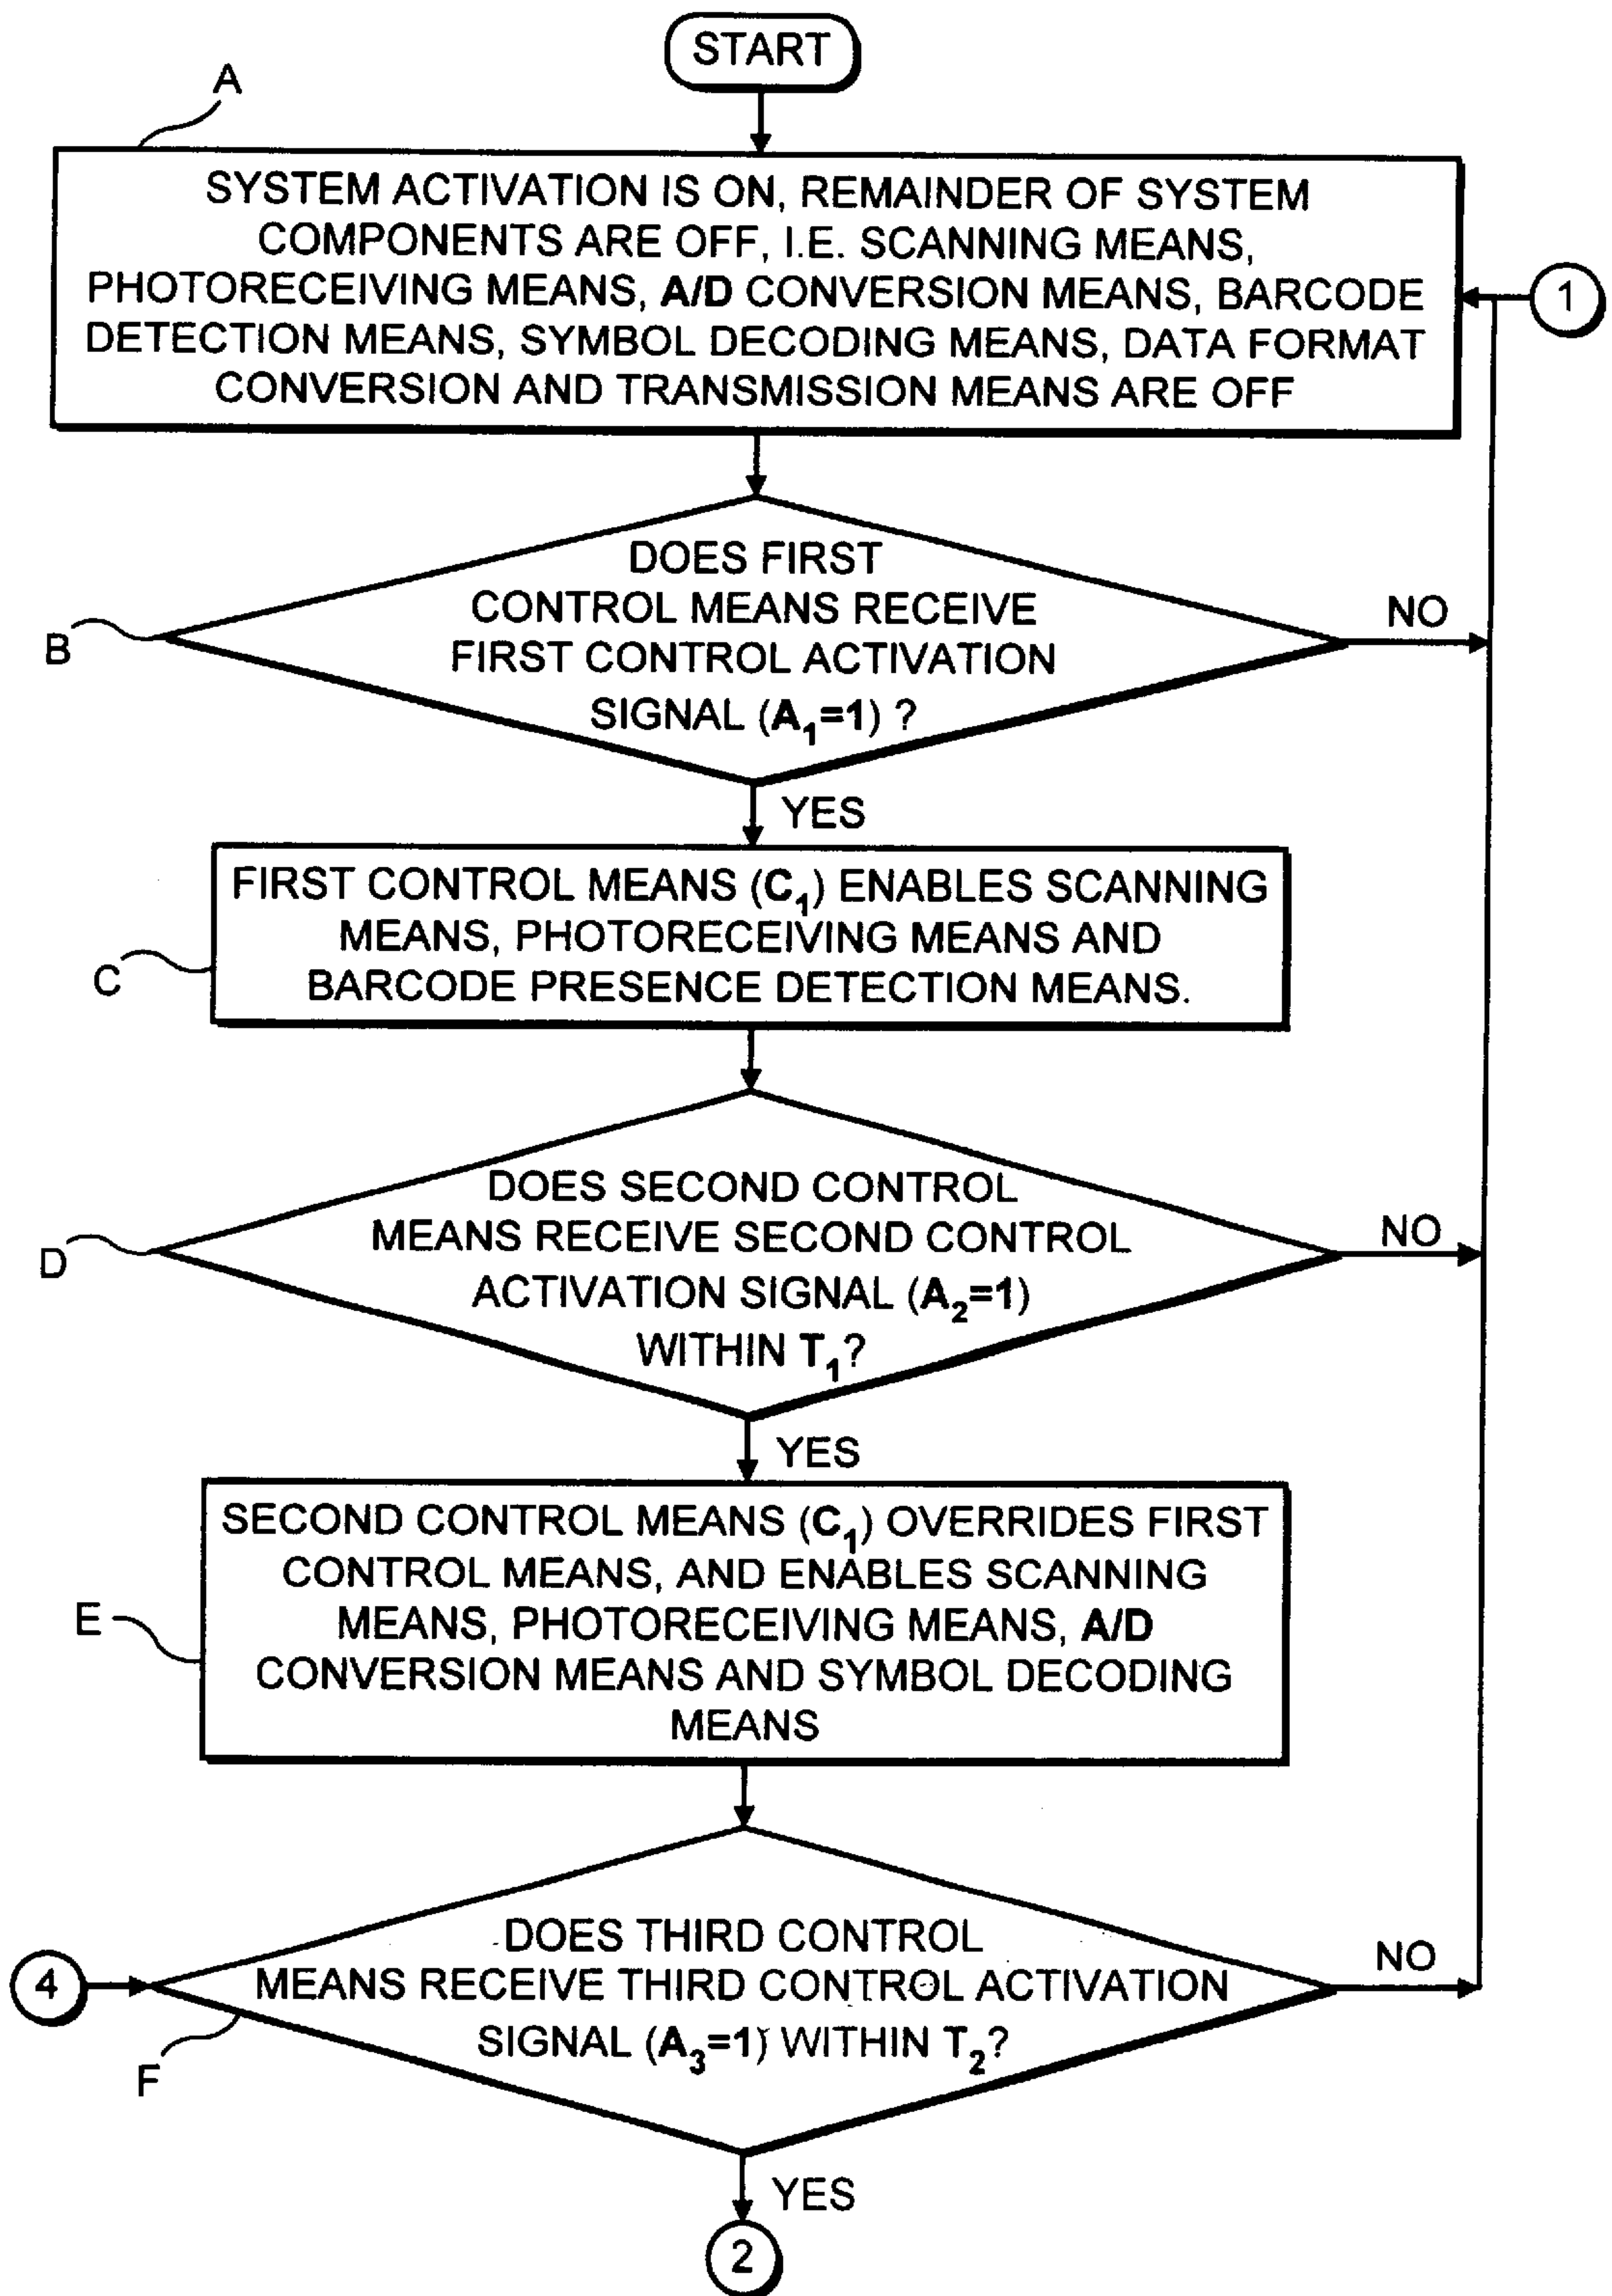 START
A
SYSTEM ACTIVATION IS ON, REMAINDER OF SYSTEM
COMPONENTS ARE OFF, I.E. SCANNING MEANS,
PHOTORECEIVING MEANS, A/D CONVERSION MEANS, BARCODE
DETECTION MEANS, SYMBOL DECODING MEANS, DATA FORMAT
CONVERSION AND TRANSMISSION MEANS ARE OFF
1
B
DOES FIRST
CONTROL MEANS RECEIVE
FIRST CONTROL ACTIVATION
SIGNAL (A₁=1) ?
NO
YES
C
FIRST CONTROL MEANS (C₁) ENABLES SCANNING
MEANS, PHOTORECEIVING MEANS AND
BARCODE PRESENCE DETECTION MEANS.
D
DOES SECOND CONTROL
MEANS RECEIVE SECOND CONTROL
ACTIVATION SIGNAL (A₂=1)
WITHIN T₁?
NO
YES
E
SECOND CONTROL MEANS (C₁) OVERRIDES FIRST
CONTROL MEANS, AND ENABLES SCANNING
MEANS, PHOTORECEIVING MEANS, A/D
CONVERSION MEANS AND SYMBOL DECODING
MEANS
4
F
DOES THIRD CONTROL
MEANS RECEIVE THIRD CONTROL ACTIVATION
SIGNAL (A₃=1) WITHIN T₂?
NO
YES
2